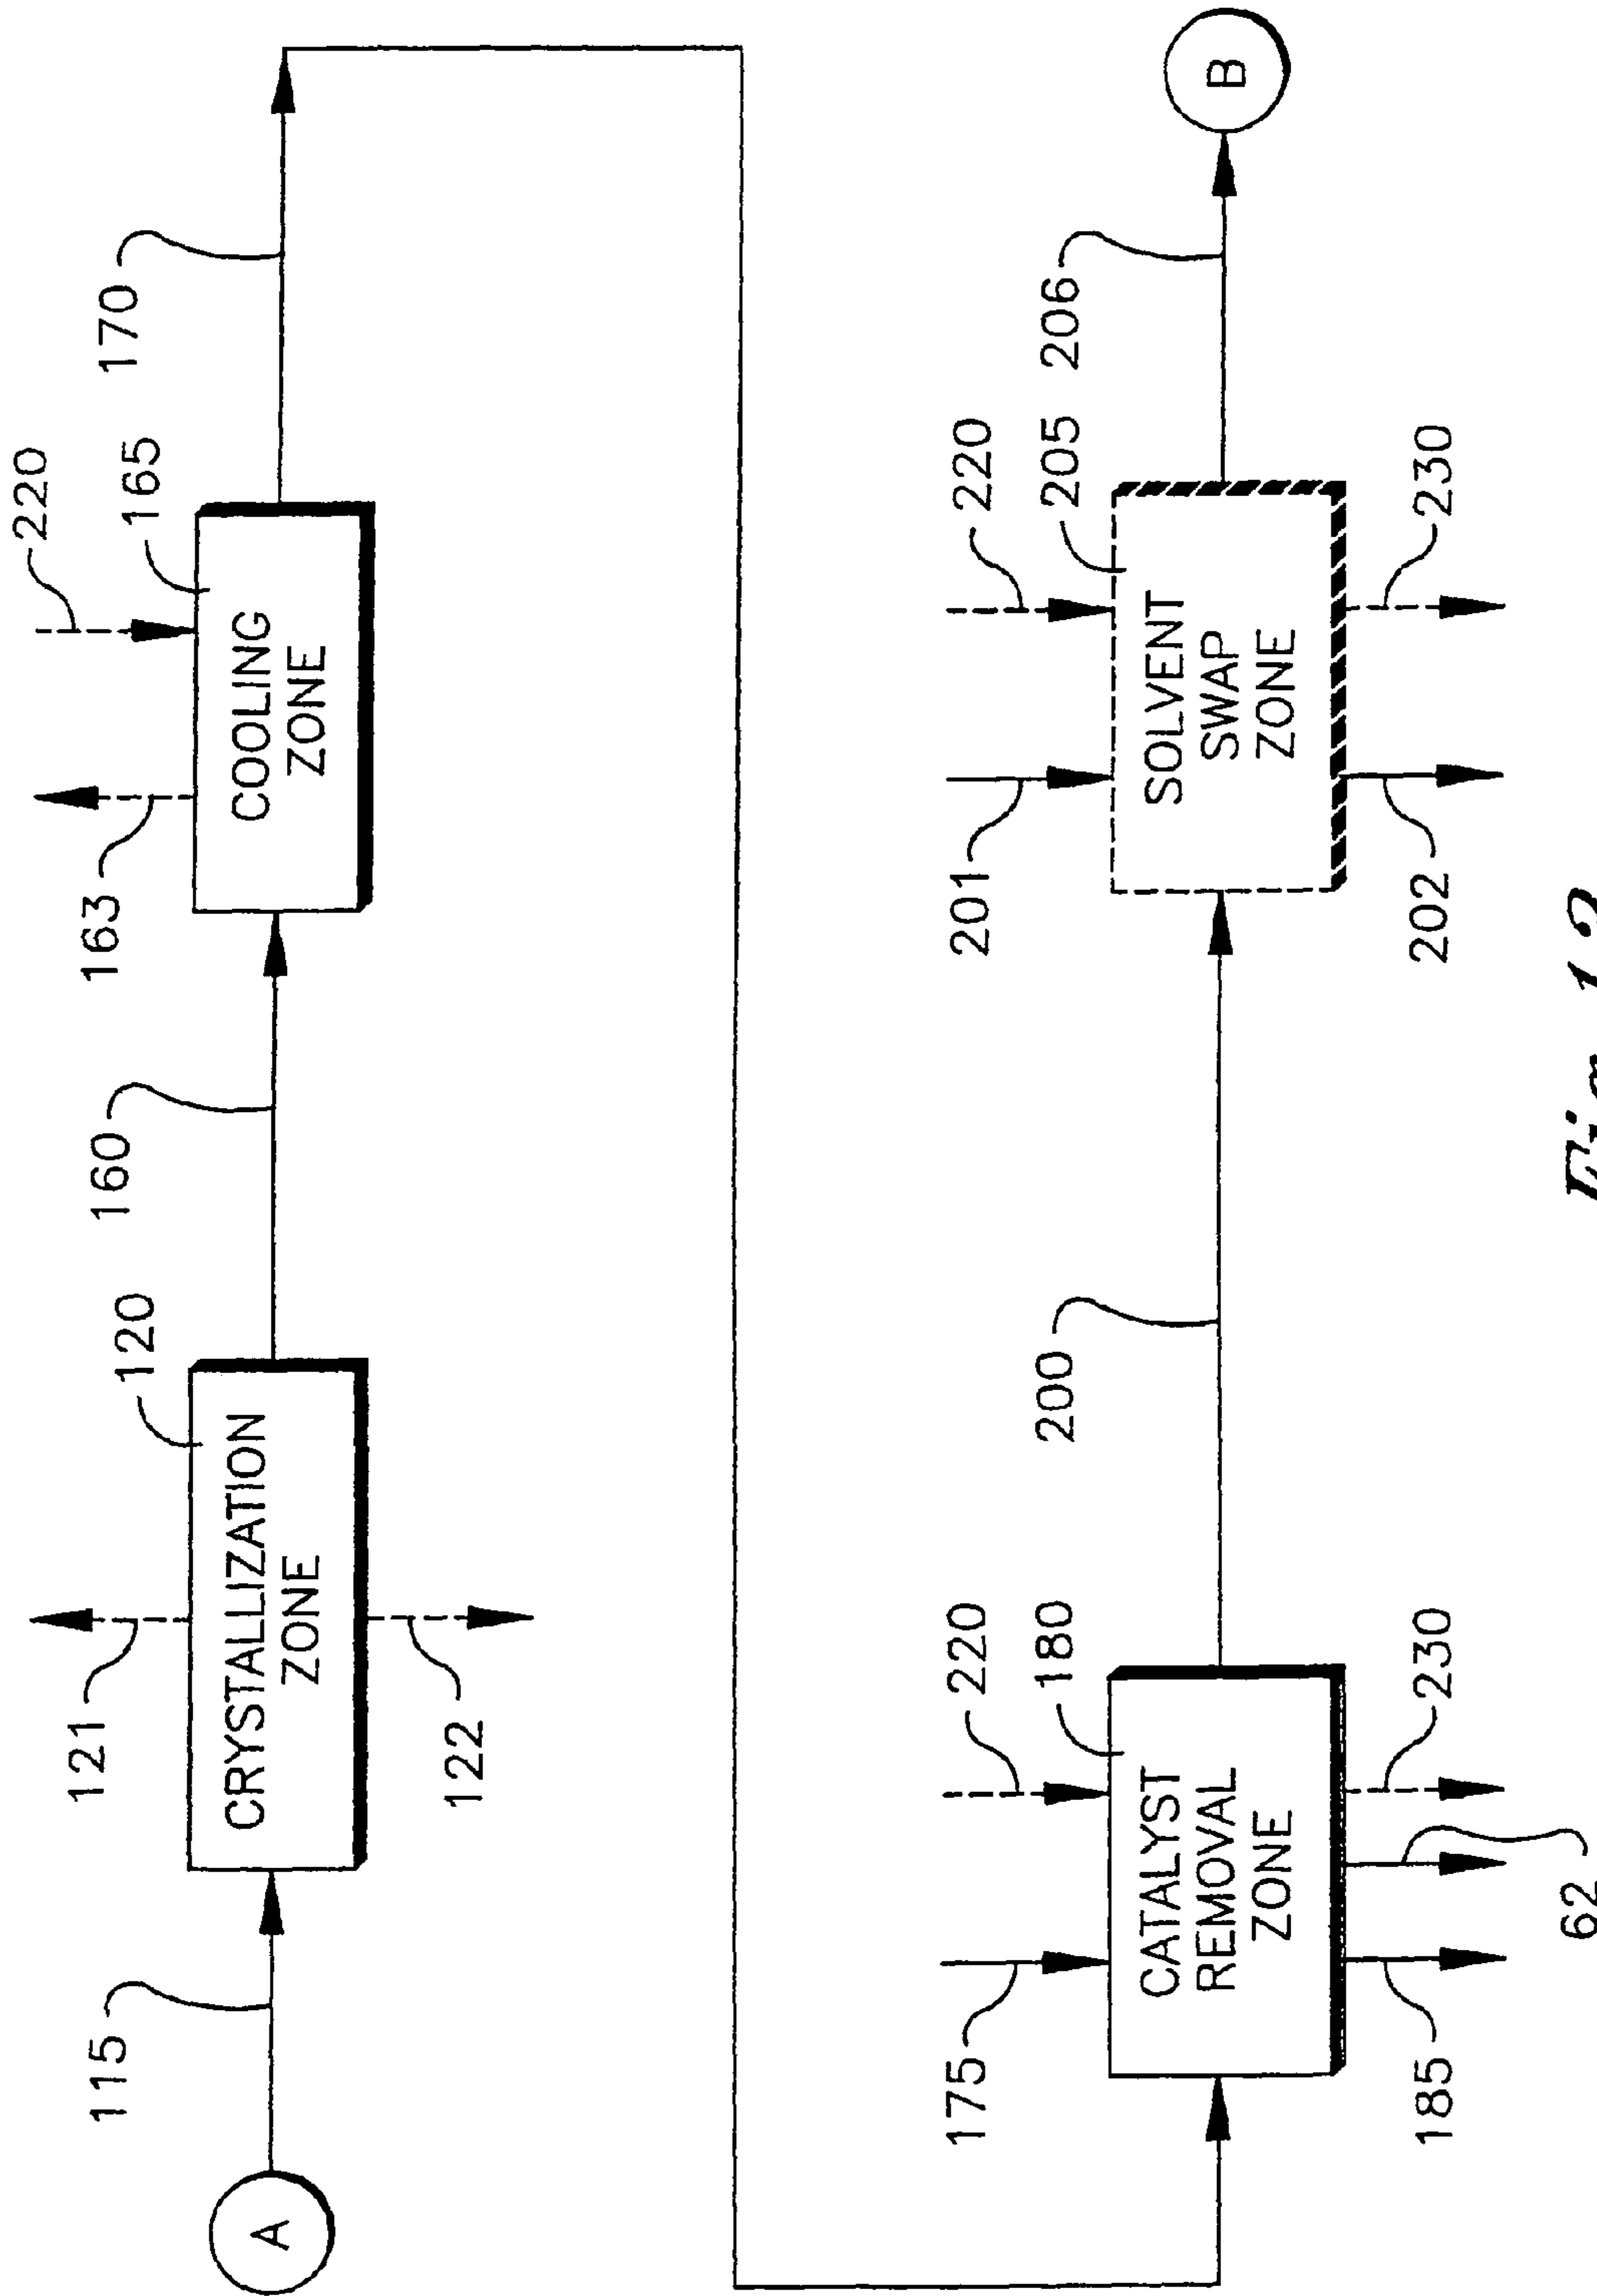 A
115
121
CRYSTALLIZATION
ZONE
120
122
160
163
220
COOLING
ZONE
165
170
175
220
180
CATALYST
REMOVAL
ZONE
185
62
230
200
201
220
205
SOLVENT
SWAP
ZONE
202
230
206
B